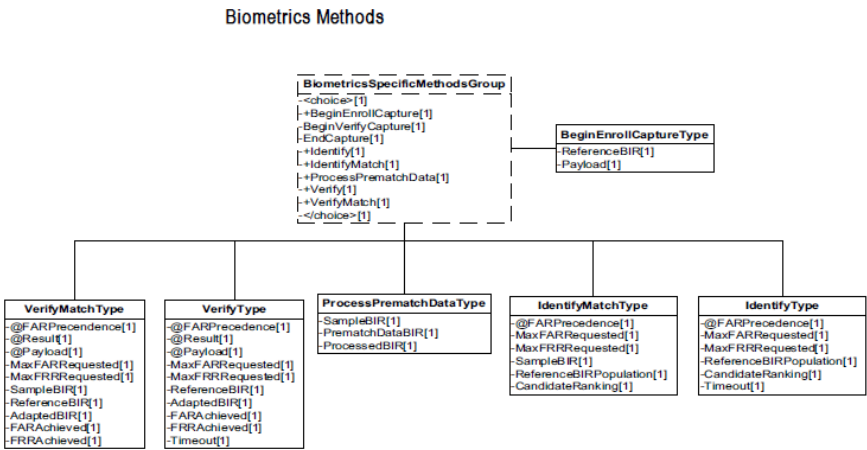 Biometrics Methods
BiometricsSpecificMethodsGroup
-<choice>[1]
-+BeginEnrollCapture[1]
-BeginVerifyCapture[1]
-EndCapture[1]
-+Identify[1]
-+IdentifyMatch[1]
-+ProcessPrematchData[1]
-+Verify[1]
-+VerifyMatch[1]
-</choice>[1]
BeginEnrollCaptureType
-ReferenceBIR[1]
-Payload[1]
VerifyMatchType
-@FARPrecendence[1]
-@Result[1]
-@Payload[1]
-MaxFARRequested[1]
-MaxFRRRequested[1]
-SampleBIR[1]
-ReferenceBIR[1]
-AdaptedBIR[1]
-FARAchieved[1]
-FRRAchieved[1]
VerifyType
-@FARPrecedence[1]
-@Result[1]
-@Payload[1]
-MaxFARRequested[1]
-MaxFRRRequested[1]
-ReferenceBIR[1]
-AdaptedBIR[1]
-FARAchieved[1]
-FRRAchieved[1]
-Timeout[1]
ProcessPrematchDataType
-SampleBIR[1]
-PrematchDataBIR[1]
-ProcessedBIR[1]
IdentifyMatchType
-@FARPrecedence[1]
-MaxFARRequested[1]
-MaxFRRRequested[1]
-SampleBIR[1]
-ReferenceBIRPopulation[1]
-CandidateRanking[1]
IdentifyType
-@FARPrecedence[1]
-MaxFARRequested[1]
-MaxFRRRequested[1]
-ReferenceBIRPopulation[1]
-CandidateRanking[1]
-Timeout[1]